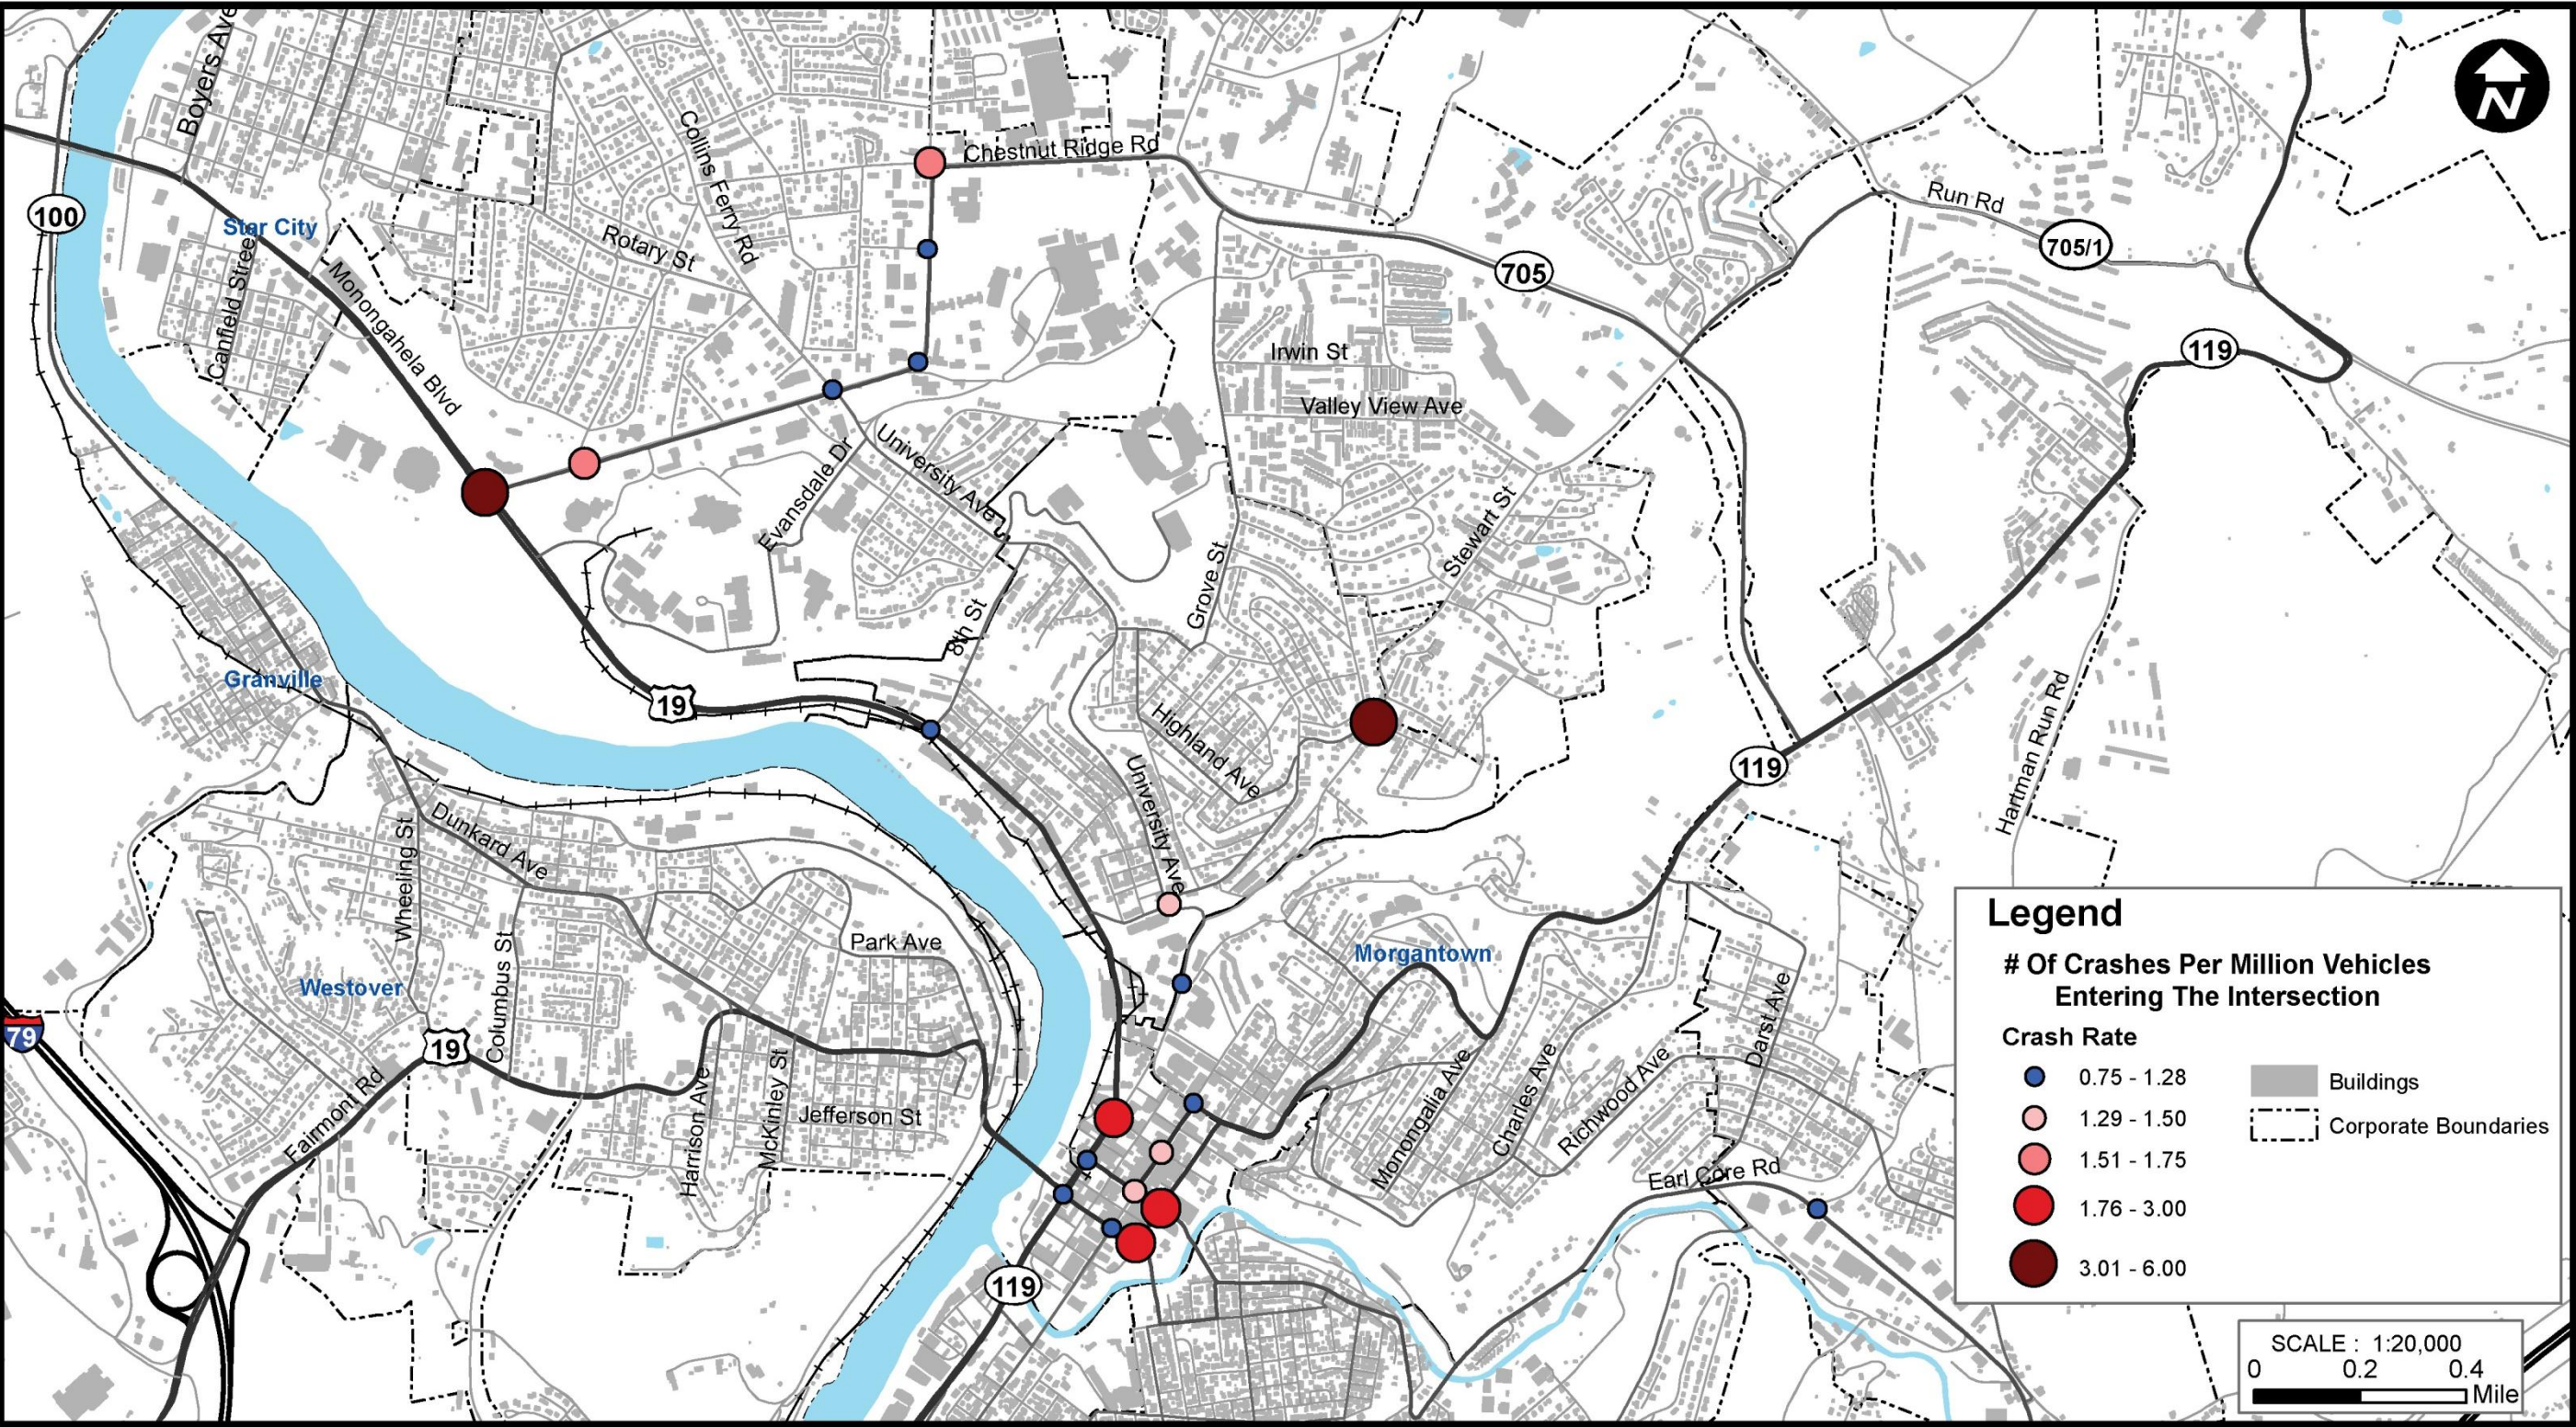 Boyers Ave
Collins Ferry Rd
Chestnut Ridge Rd
N
Run Rd
100
Star City
Rotary St
705/1
705
Canfield Street
Monongahela Blvd
Irwin St
119
Valley View Ave
University Ave
Evansdale Dr
Stewart St
Grove St
8th St
Granville
19
Highland Ave
Hartman Run Rd
119
University Ave
Dunkard Ave
Wheeling St
Park Ave
Columbus St
Morgantown
Westover
79
19
Darst Ave
Fairmont Rd
Harrison Ave
McKinley St
Jefferson St
Monongalia Ave
Charles Ave
Richwood Ave
Earl Core Rd
119
Legend
# Of Crashes Per Million Vehicles
Entering The Intersection
Crash Rate
0.75 - 1.28
1.29 - 1.50
1.51 - 1.75
1.76 - 3.00
3.01 - 6.00
Buildings
Corporate Boundaries
SCALE : 1:20,000
0 0.2 0.4
Mile